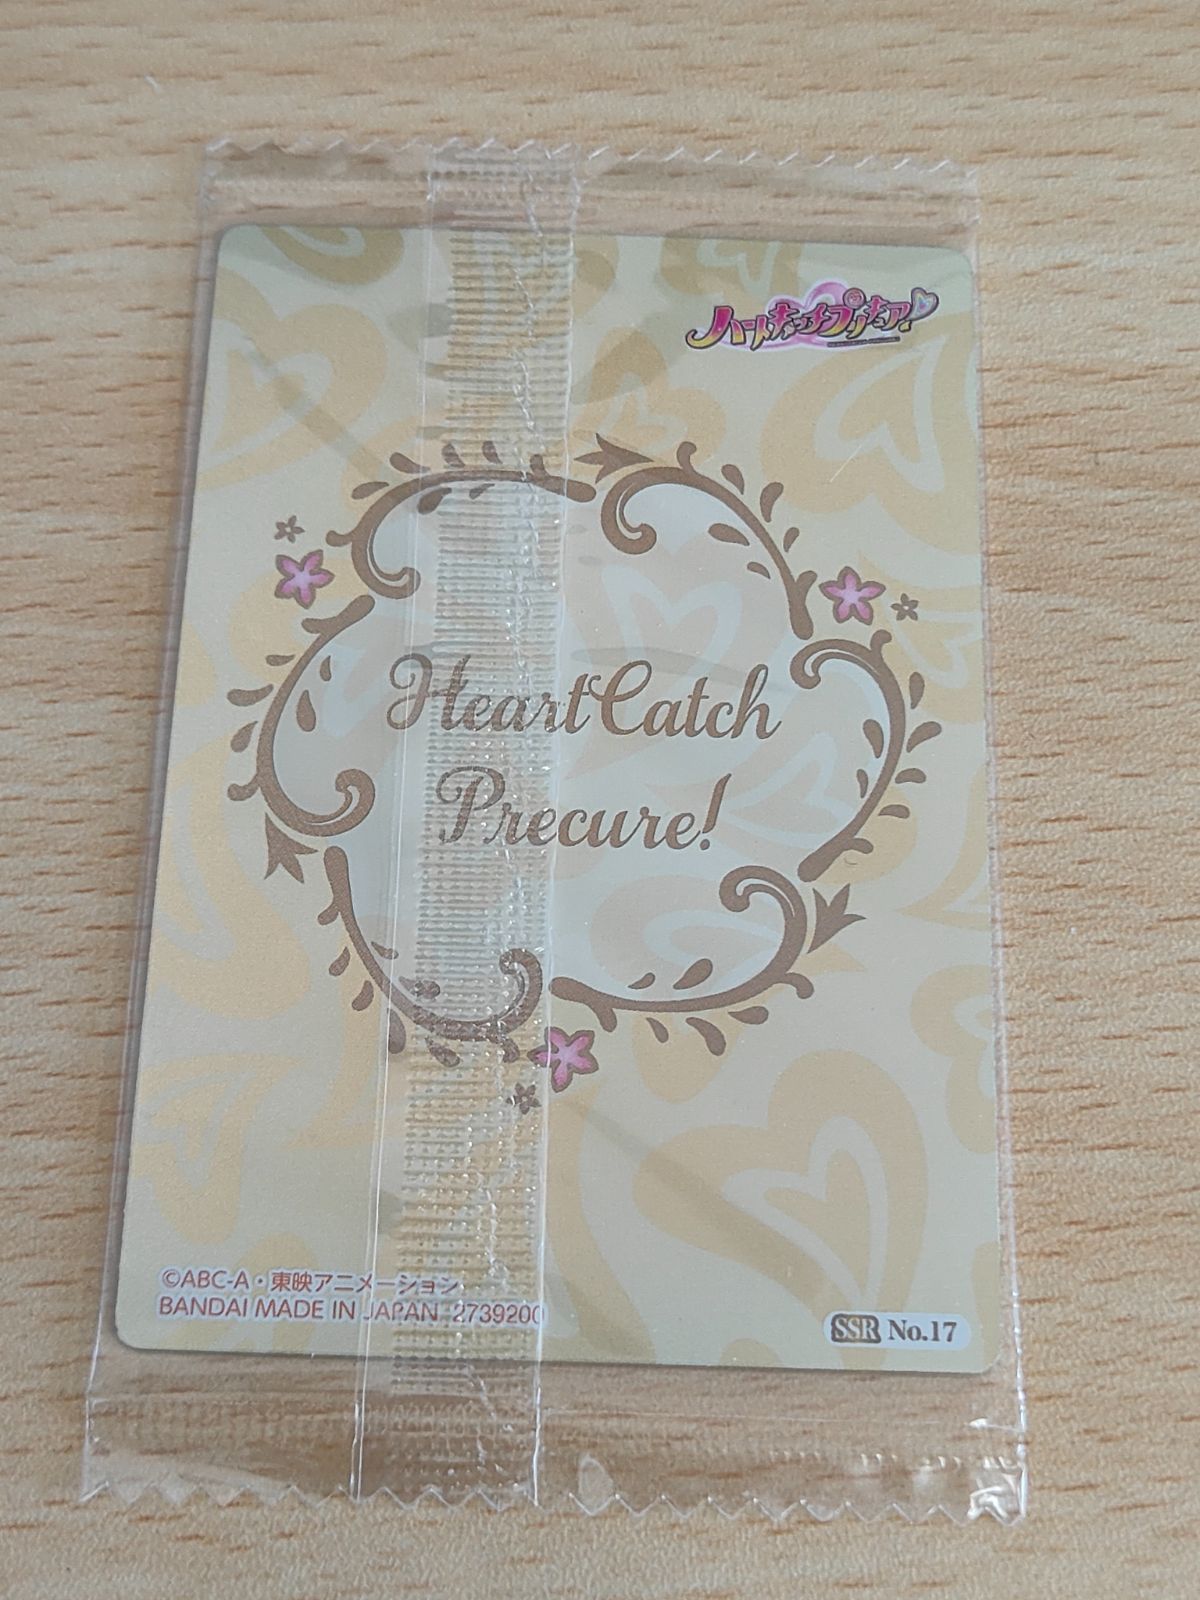 ハートキャッチプリキュア!
HeartCatch
Precure!
©ABC-A・東映アニメーション
BANDAI MADE IN JAPAN 2739200
SSR No.17